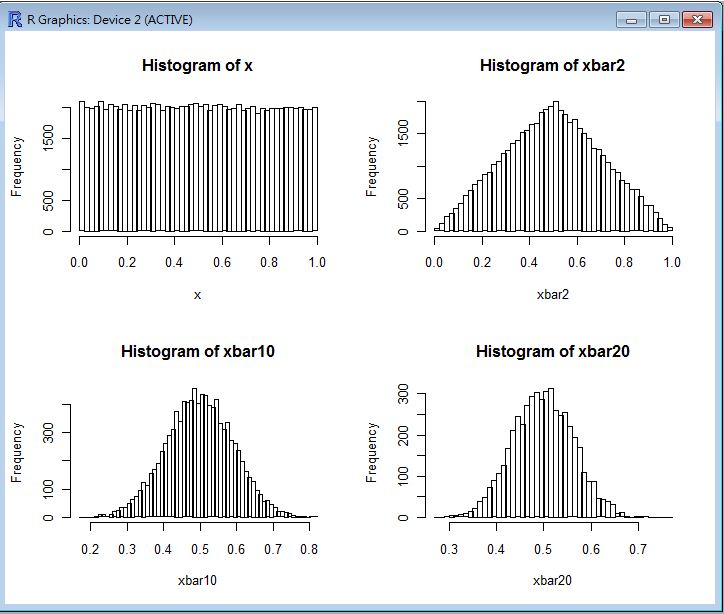 R Graphics: Device 2 (ACTIVE)
Histogram of x
Frequency
0 500 1500
0.0 0.2 0.4 0.6 0.8 1.0
x
Histogram of xbar2
Frequency
0 500 1500
0.0 0.2 0.4 0.6 0.8 1.0
xbar2
Histogram of xbar10
Frequency
0 100 300
0.2 0.3 0.4 0.5 0.6 0.7 0.8
xbar10
Histogram of xbar20
Frequency
0 100 200 300
0.3 0.4 0.5 0.6 0.7
xbar20